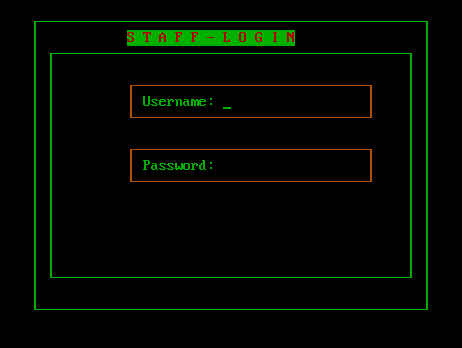 S T A F F - L O G I N
Username: _
Password: